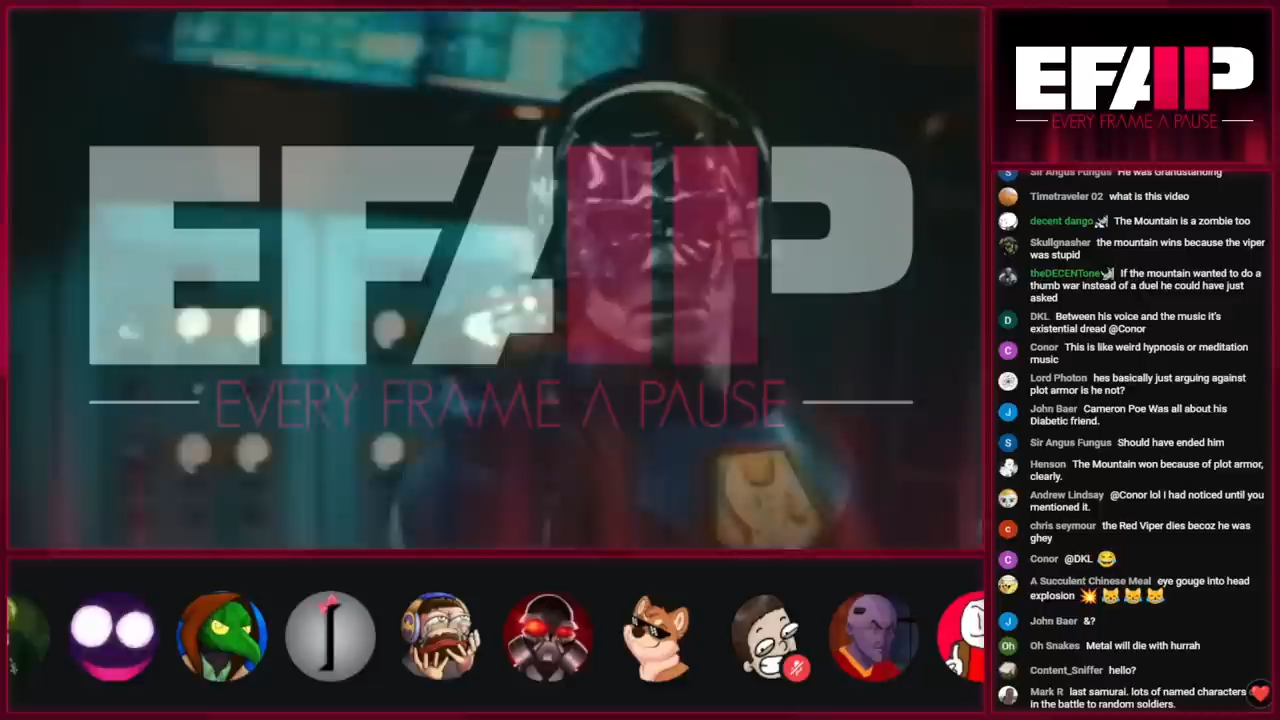 EFAP
EVERY FRAME A PAUSE
EFAP
EVERY FRAME A PAUSE
Sir Angus Fungus He was Grandstanding
Timetraveler 02 what is this video
decent dango The Mountain is a zombie too
Skullgnasher the mountain wins because the viper
was stupid
theDECENTone If the mountain wanted to do a
thumb war instead of a duel he could have just
asked
D
DKL Between his voice and the music it's
existential dread @Conor
C
Conor This is like weird hypnosis or meditation
music
Lord Photon hes basically just arguing against
plot armor is he not?
J
John Baer Cameron Poe Was all about his
Diabetic friend.
S
Sir Angus Fungus Should have ended him
Henson The Mountain won because of plot armor,
clearly.
Andrew Lindsay @Conor lol I had noticed until you
mentioned it.
c
chris seymour the Red Viper dies becoz he was
ghey
C
Conor @DKL 😂
A Succulent Chinese Meal eye gouge into head
explosion 💥 😹 😹 😹
J
John Baer &?
Oh
Oh Snakes Metal will die with hurrah
Content_Sniffer hello?
Mark R last samurai. lots of named characters
in the battle to random soldiers.